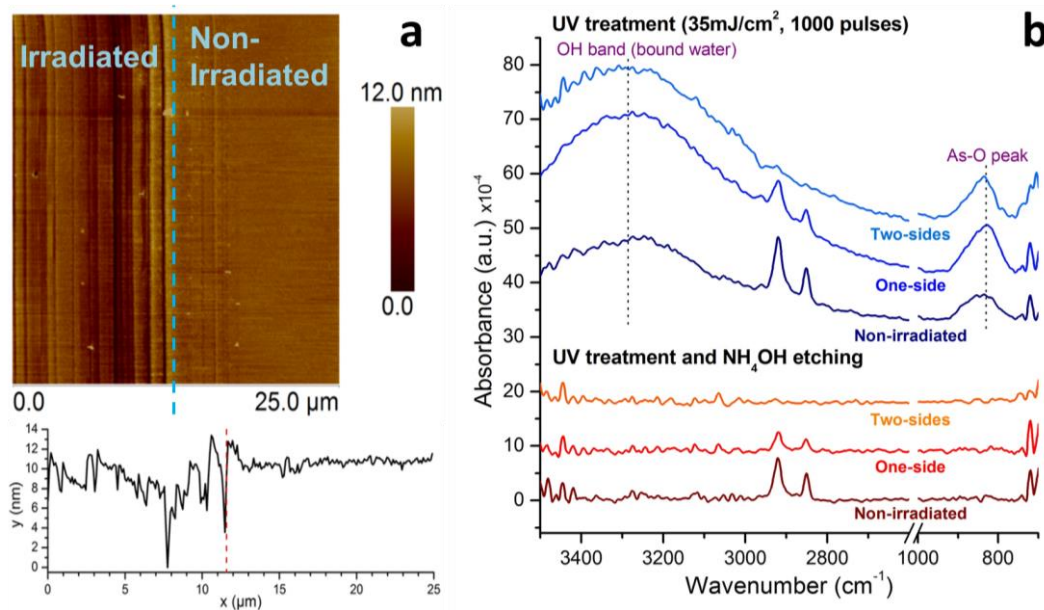 Irradiated
Non-
Irradiated
a
12.0 nm
0.0
0.0
25.0 μm
14
12
10
8
6
4
2
0
y (nm)
0
5
10
15
20
25
x (μm)
b
UV treatment (35mJ/cm², 1000 pulses)
OH band (bound water)
As-O peak
Two-sides
One-side
Non-irradiated
UV treatment and NH₄OH etching
Two-sides
One-side
Non-irradiated
80
70
60
50
40
30
20
10
0
Absorbance (a.u.) x10⁻⁴
3400
3200
3000
2800
1000
800
Wavenumber (cm⁻¹)